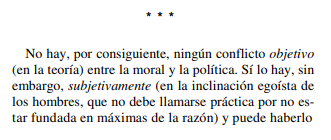 * * *
No hay, por consiguiente, ningún conflicto objetivo
(en la teoría) entre la moral y la política. Sí lo hay, sin
embargo, subjetivamente (en la inclinación egoísta de
los hombres, que no debe llamarse práctica por no es-
tar fundada en máximas de la razón) y puede haberlo